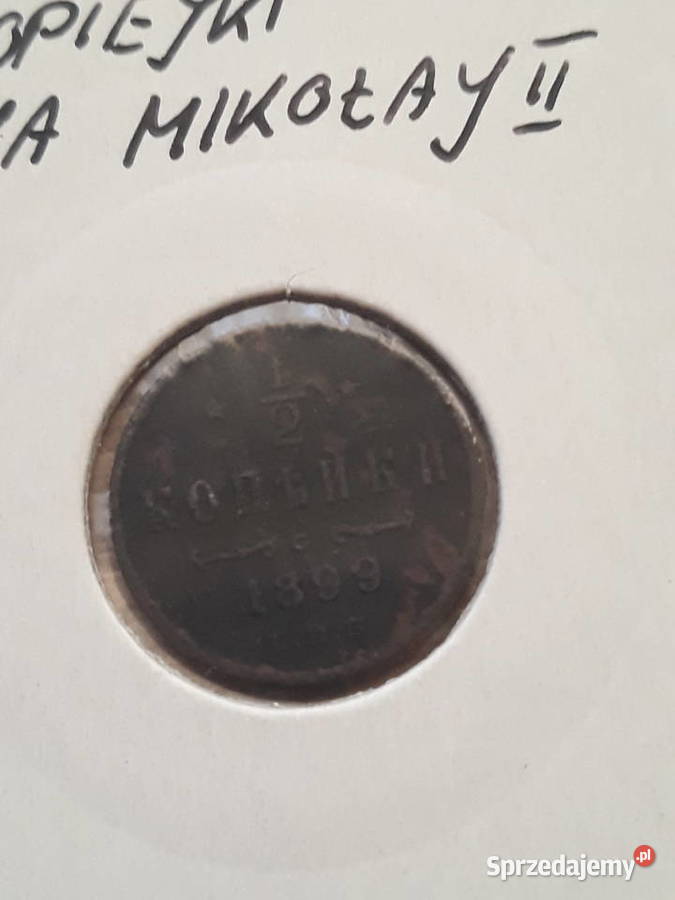 OPIEJKI
MIKOŁAY II
1/2
КОПѢЙКИ
1899
Sprzedajemy.pl